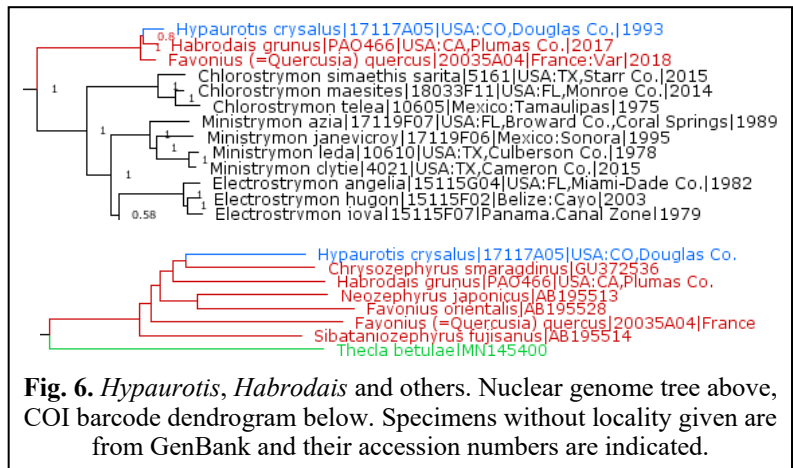 Hypaurotis crysalus|17117A05|USA:CO,Douglas Co.|1993
0.8
Habrodais grunus|PAO466|USA:CA,Plumas Co.|2017
1
Favonius (=Quercusia) quercus|20035A04|France:Var|2018
Chlorostrymon simaethis sarita|5161|USA:TX,Starr Co.|2015
1
1
Chlorostrymon maesites|18033F11|USA:FL,Monroe Co.|2014
1
Chlorostrymon telea|10605|Mexico:Tamaulipas|1975
Ministrymon azia|17119F07|USA:FL,Broward Co.,Coral Springs|1989
1
1
Ministrymon janevicroy|17119F06|Mexico:Sonora|1995
1
Ministrymon leda|10610|USA:TX,Culberson Co.|1978
1
Ministrymon clytie|4021|USA:TX,Cameron Co.|2015
1
Electrostrymon angelia|15115G04|USA:FL,Miami-Dade Co.|1982
1
Electrostrymon hugon|15115F02|Belize:Cayo|2003
1
0.58
Electrostrymon joya|15115F07|Panama.Canal Zone|1979
Hypaurotis crysalus|17117A05|USA:CO,Douglas Co.
Chrysozephyrus smaragdinus|GU372536
Habrodais grunus|PAO466|USA:CA,Plumas Co.
Neozephyrus japonicus|AB195513
Favonius orientalis|AB195528
Favonius (=Quercusia) quercus|20035A04|France
Sibataniozephyrus fujisanus|AB195514
Thecla betulae|MN145400
Fig. 6. Hypaurotis, Habrodais and others. Nuclear genome tree above,
COI barcode dendrogram below. Specimens without locality given are
from GenBank and their accession numbers are indicated.